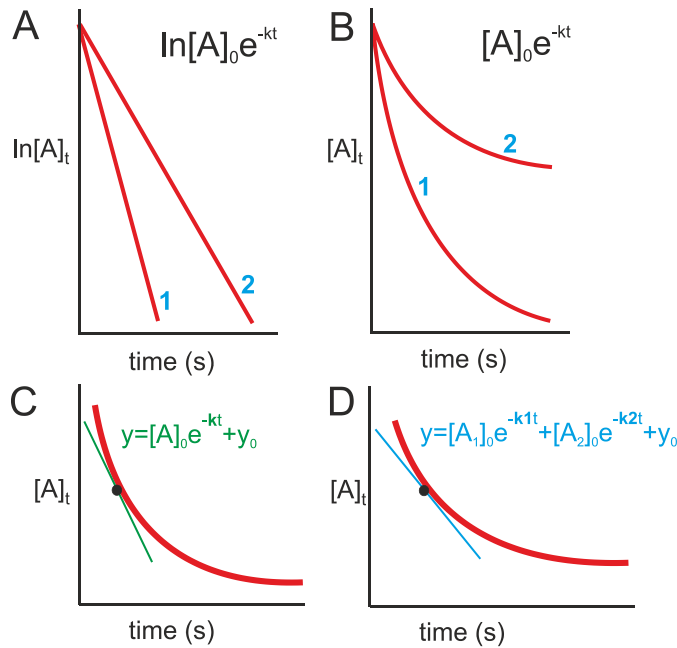 A
ln[A]₀e⁻ᵏᵗ
ln[A]ₜ
1
2
time (s)
B
[A]₀e⁻ᵏᵗ
[A]ₜ
2
1
time (s)
C
y=[A]₀e⁻ᵏᵗ+y₀
[A]ₜ
time (s)
D
y=[A₁]₀e⁻ᵏ¹ᵗ+[A₂]₀e⁻ᵏ²ᵗ+y₀
[A]ₜ
time (s)